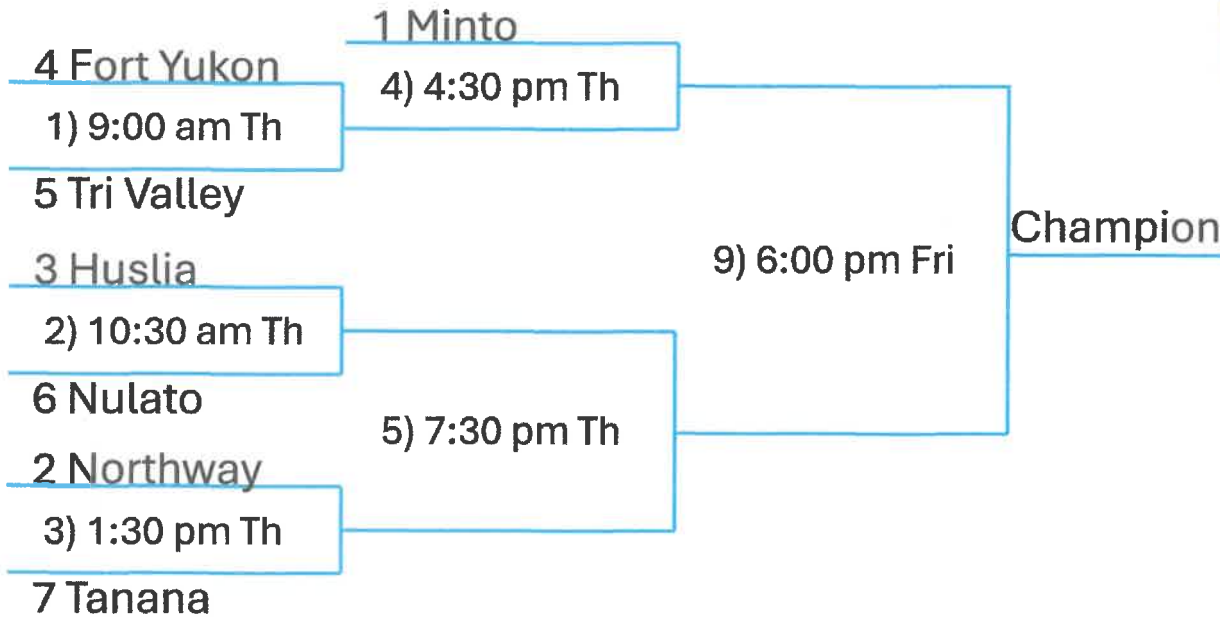 1 Minto
4 Fort Yukon
4) 4:30 pm Th
1) 9:00 am Th
5 Tri Valley
Champion
3 Huslia
9) 6:00 pm Fri
2) 10:30 am Th
6 Nulato
5) 7:30 pm Th
2 Northway
3) 1:30 pm Th
7 Tanana